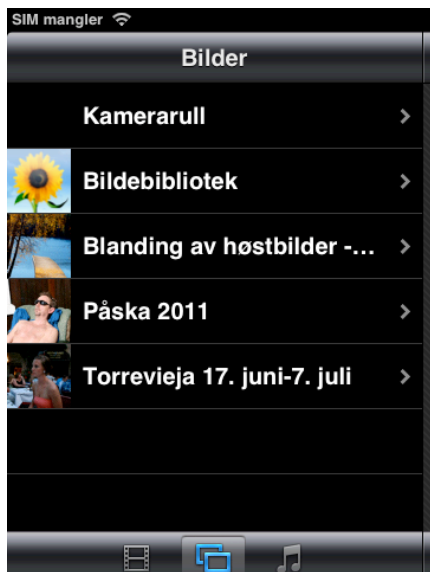 SIM mangler
Bilder
Kamerarull
Bildebibliotek
Blanding av høstbilder -...
Påska 2011
Torrevieja 17. juni-7. juli